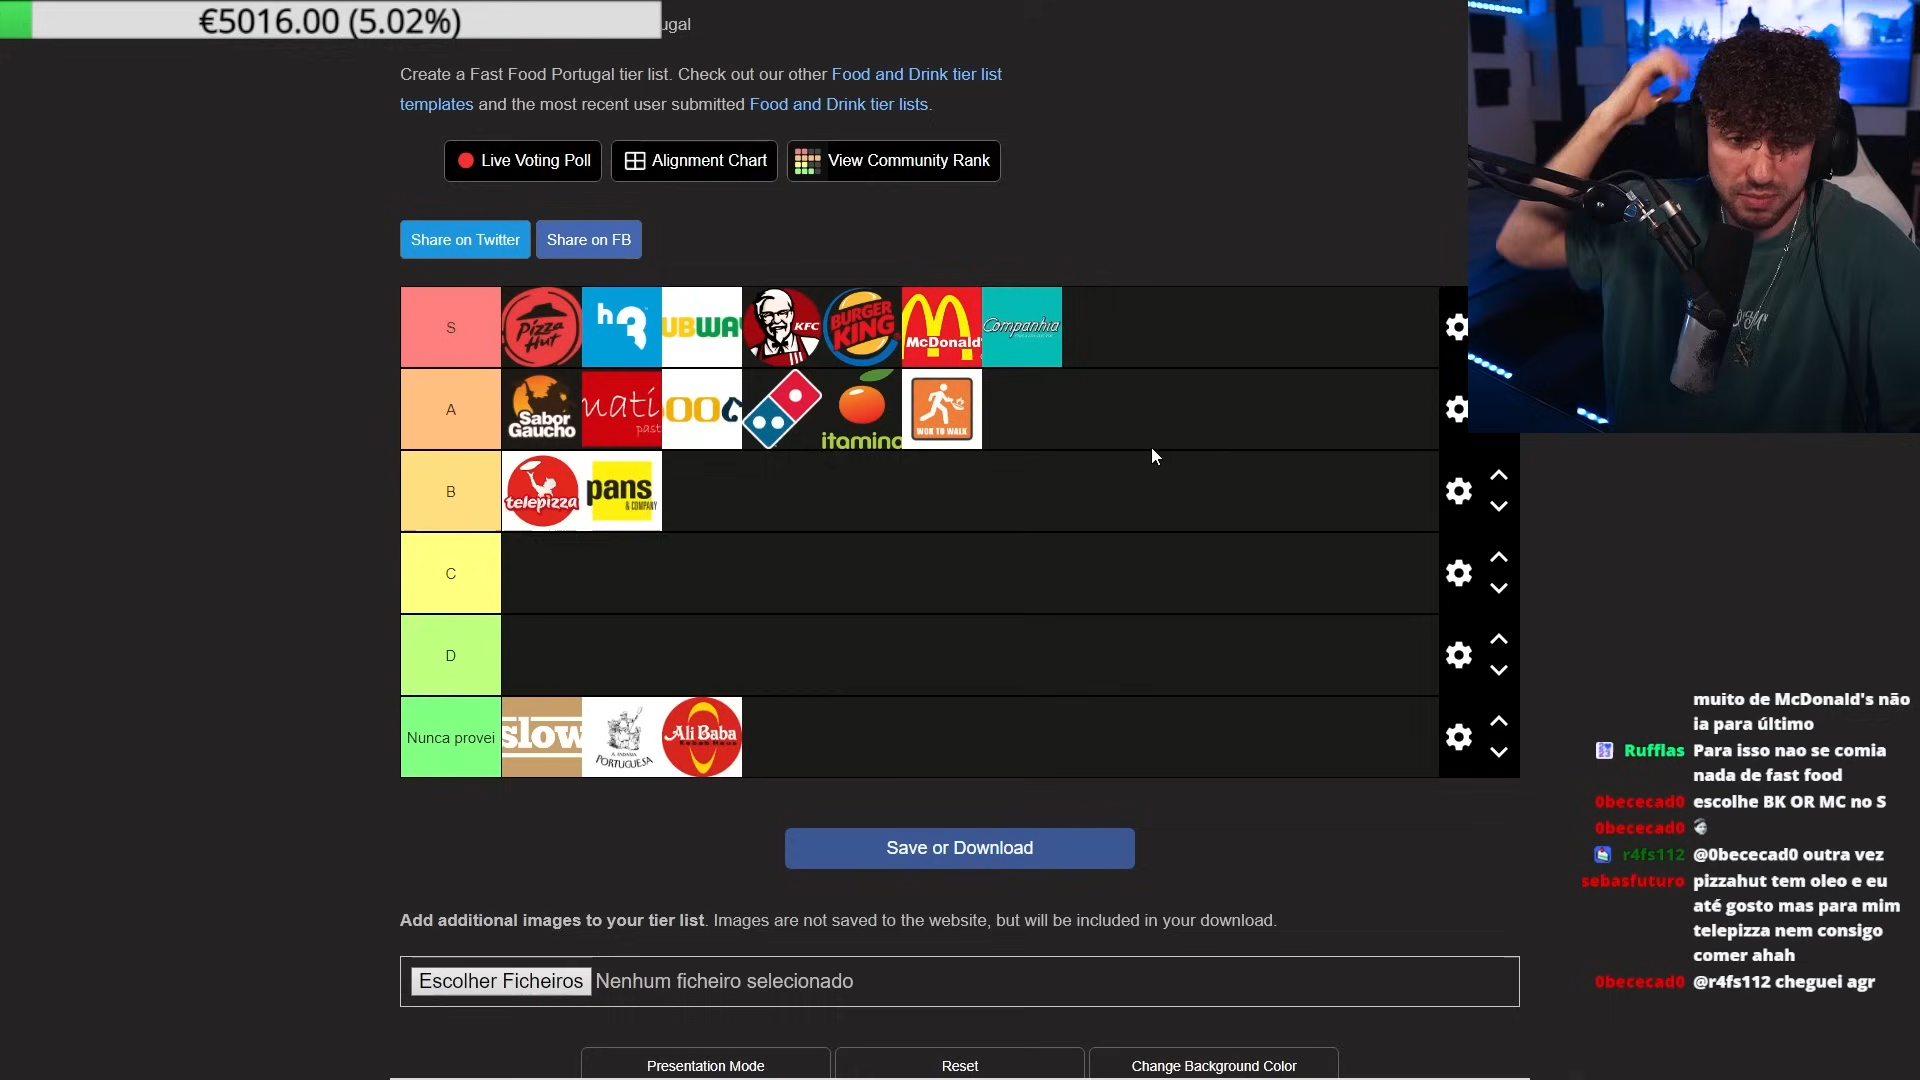 €5016.00 (5.02%)
ugal
Create a Fast Food Portugal tier list. Check out our other Food and Drink tier list
templates and the most recent user submitted Food and Drink tier lists.
Live Voting Poll
Alignment Chart
View Community Rank
Share on Twitter
Share on FB
S
Pizza
Hut
h3
UBWA
KFC
BURGER
KING
McDonald
Companhia
A
Sabor
Gaucho
mati
past
itamina
WOK TO WALK
B
telepizza
pans
& COMPANY
C
D
Nunca provei
slow
A PADARIA
PORTUGUESA
Ali Baba
Kebab Haus
Save or Download
Add additional images to your tier list. Images are not saved to the website, but will be included in your download.
Escolher Ficheiros Nenhum ficheiro selecionado
Presentation Mode
Reset
Change Background Color
muito de McDonald's não
ia para último
Rufflas Para isso nao se comia
nada de fast food
0bececad0 escolhe BK OR MC no S
0bececad0
r4fs112 @0bececad0 outra vez
sebasfuturo pizzahut tem oleo e eu
até gosto mas para mim
telepizza nem consigo
comer ahah
0bececad0 @r4fs112 cheguei agr